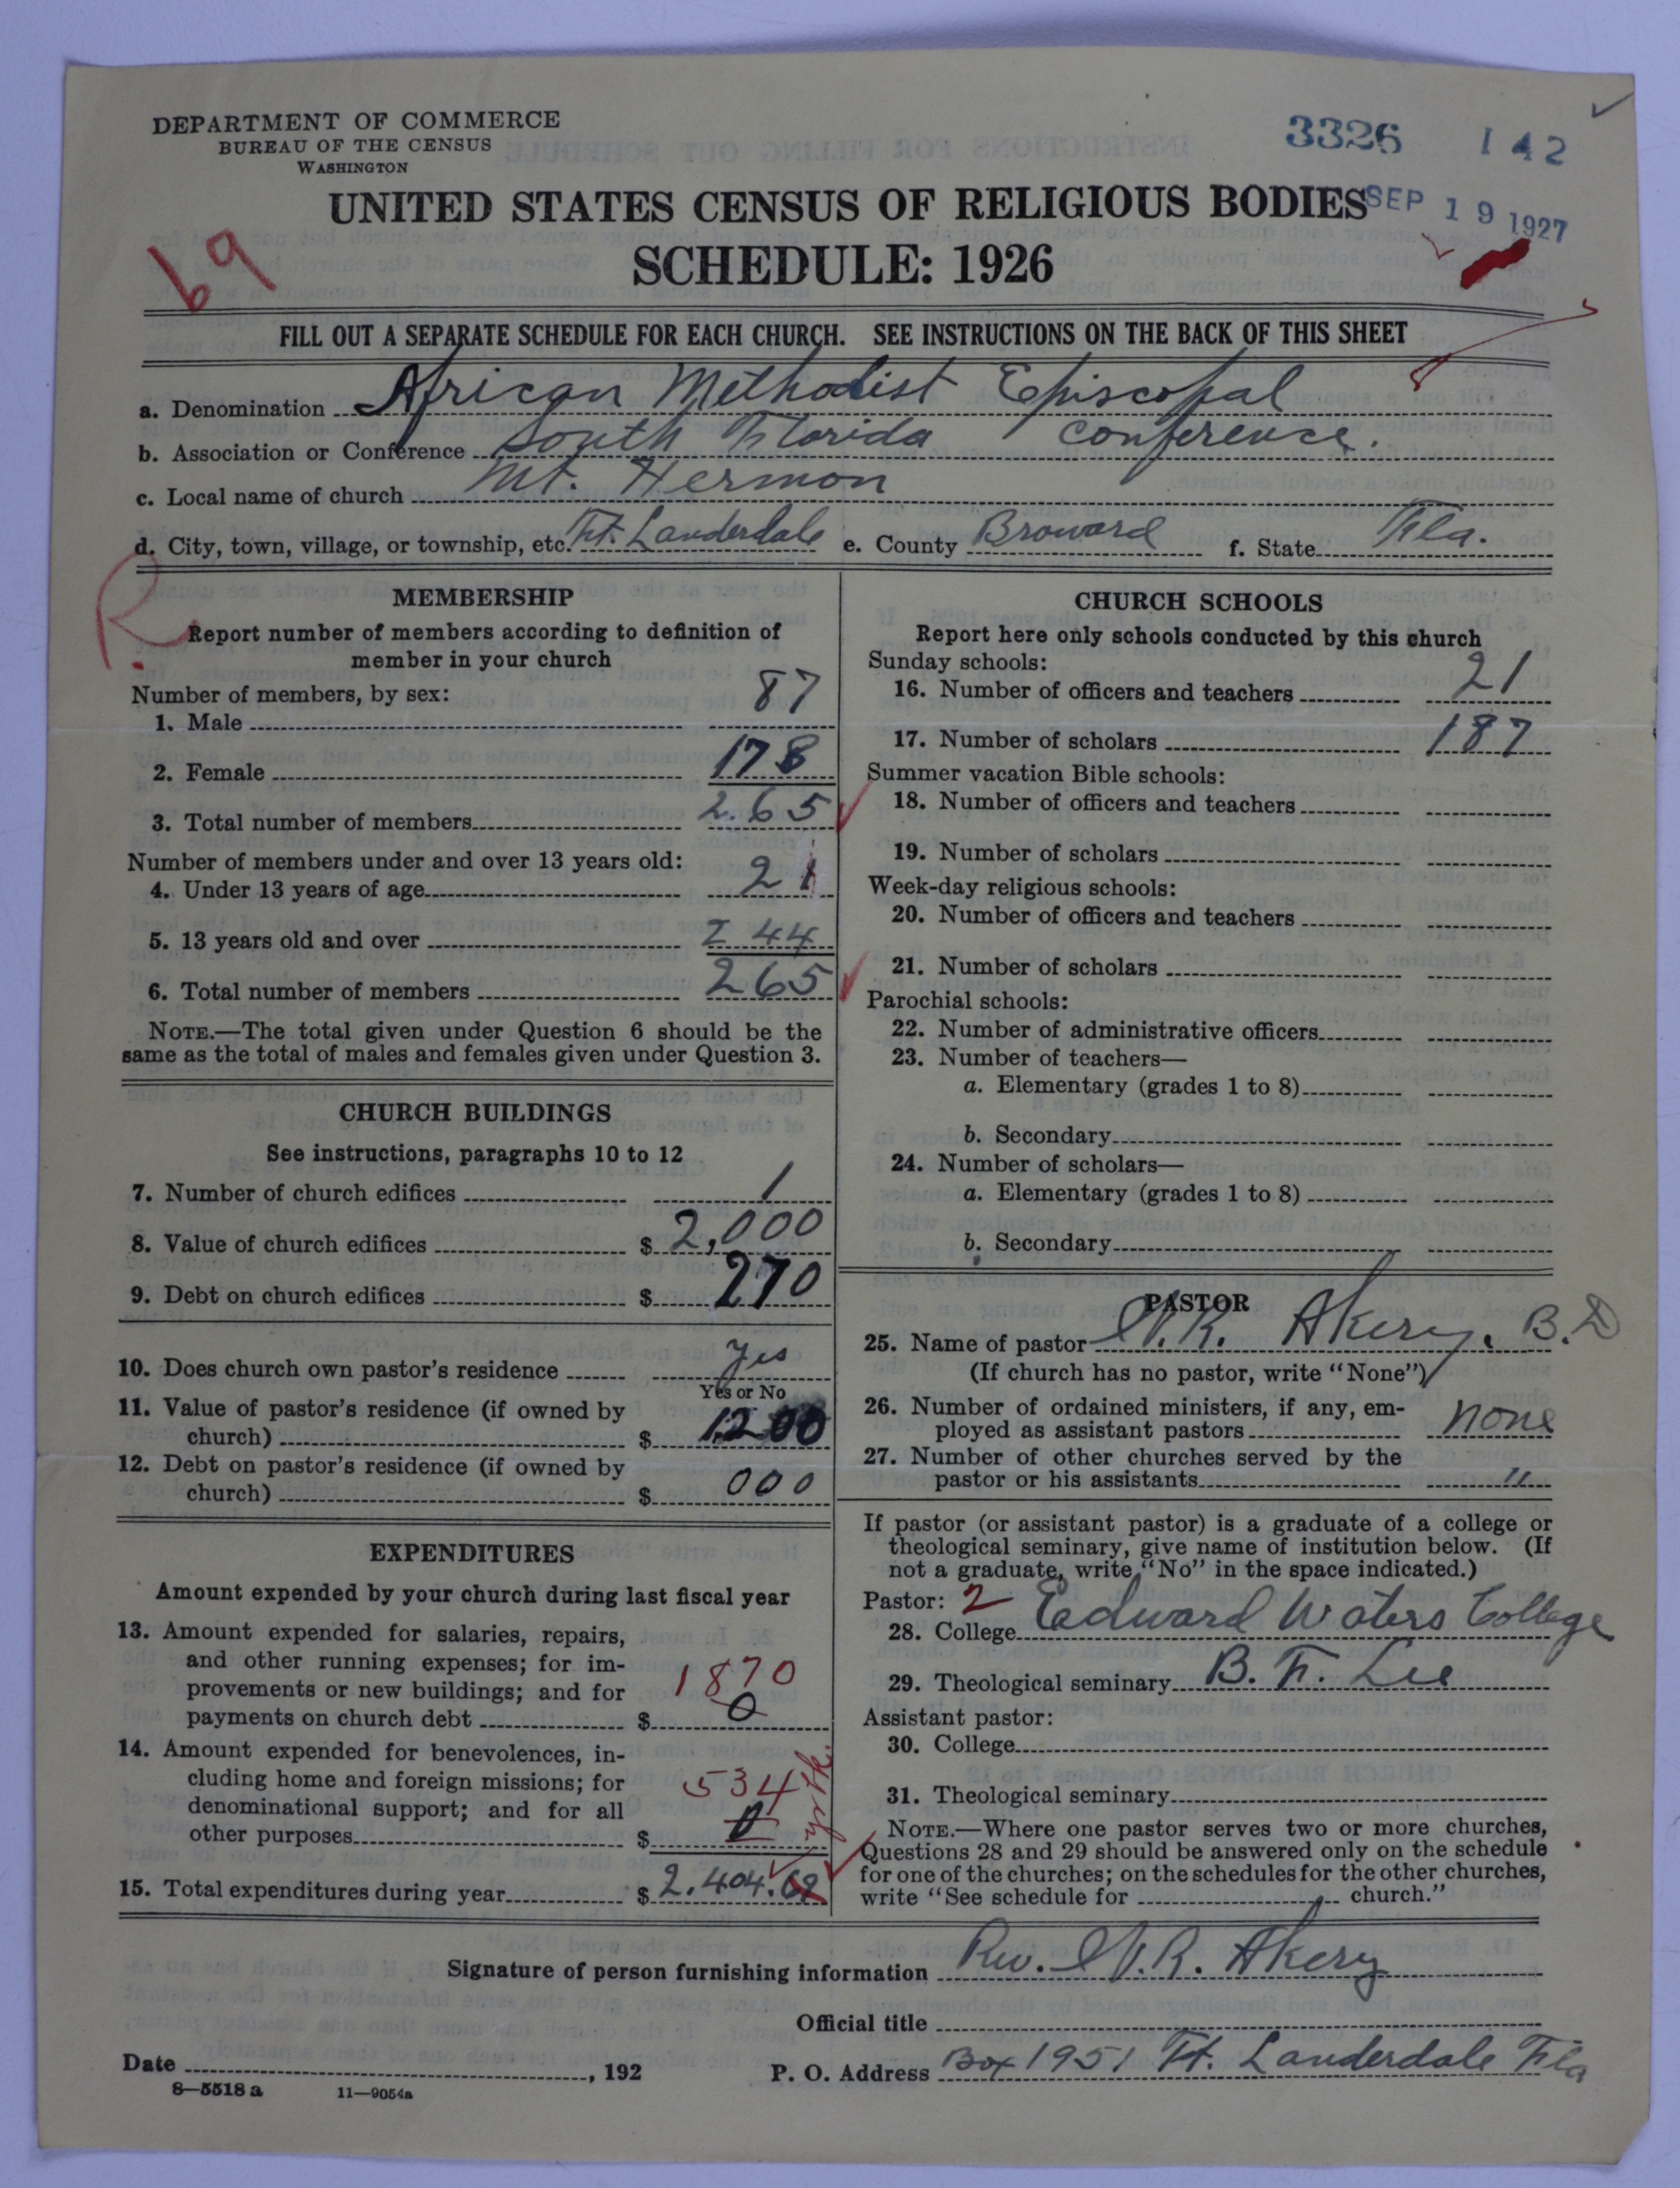 DEPARTMENT OF COMMERCE
BUREAU OF THE CENSUS
WASHINGTON
3326 142
UNITED STATES CENSUS OF RELIGIOUS BODIES
SEP 19 1927
SCHEDULE: 1926
69
FILL OUT A SEPARATE SCHEDULE FOR EACH CHURCH. SEE INSTRUCTIONS ON THE BACK OF THIS SHEET
a. Denomination African Methodist Episcopal
b. Association or Conference South Florida Conference.
c. Local name of church Mt. Hermon
d. City, town, village, or township, etc. Ft. Lauderdale e. County Broward f. State Fla.
R
MEMBERSHIP
Report number of members according to definition of
member in your church
Number of members, by sex:
1. Male 87
2. Female 178
3. Total number of members 265
Number of members under and over 13 years old:
4. Under 13 years of age 21
5. 13 years old and over 244
6. Total number of members 265
NOTE.—The total given under Question 6 should be the
same as the total of males and females given under Question 3.
CHURCH BUILDINGS
See instructions, paragraphs 10 to 12
7. Number of church edifices 1
8. Value of church edifices $ 2,000
9. Debt on church edifices $ 270
10. Does church own pastor's residence yes
Yes or No
11. Value of pastor's residence (if owned by
church) $ 1200
12. Debt on pastor's residence (if owned by
church) $ 000
EXPENDITURES
Amount expended by your church during last fiscal year
13. Amount expended for salaries, repairs,
and other running expenses; for im-
provements or new buildings; and for
payments on church debt $ 1870
0
14. Amount expended for benevolences, in-
cluding home and foreign missions; for
denominational support; and for all
other purposes $ 534
0
15. Total expenditures during year $ 2.404.69
CHURCH SCHOOLS
Report here only schools conducted by this church
Sunday schools:
16. Number of officers and teachers 21
17. Number of scholars 187
Summer vacation Bible schools:
18. Number of officers and teachers
19. Number of scholars
Week-day religious schools:
20. Number of officers and teachers
21. Number of scholars
Parochial schools:
22. Number of administrative officers
23. Number of teachers—
a. Elementary (grades 1 to 8)
b. Secondary
24. Number of scholars—
a. Elementary (grades 1 to 8)
b. Secondary
PASTOR
25. Name of pastor W.R. Akery, B.D
(If church has no pastor, write "None")
26. Number of ordained ministers, if any, em-
ployed as assistant pastors none
27. Number of other churches served by the
pastor or his assistants "
If pastor (or assistant pastor) is a graduate of a college or
theological seminary, give name of institution below. (If
not a graduate, write "No" in the space indicated.)
Pastor: 2
28. College Edward Waters College
29. Theological seminary B. F. Lee
Assistant pastor:
30. College
31. Theological seminary
NOTE.—Where one pastor serves two or more churches,
Questions 28 and 29 should be answered only on the schedule
for one of the churches; on the schedules for the other churches,
write "See schedule for church."
Signature of person furnishing information Rev. W.R. Akery
Official title
Date , 192
P. O. Address Box 1951 Ft. Lauderdale Fla
8—5518 a 11—9054a